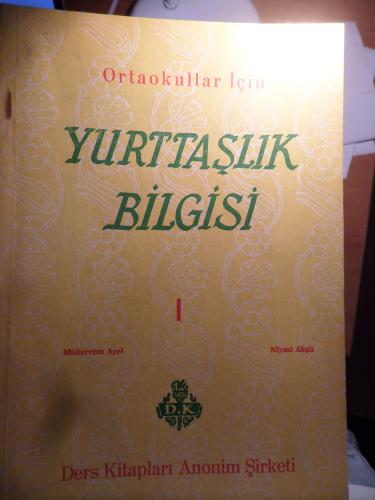 Ortaokullar İçin
YURTTAŞLIK
BİLGİSİ
I
Mükerrem Ayel Niyazi Akşit
D.K
Ders Kitapları Anonim Şirketi